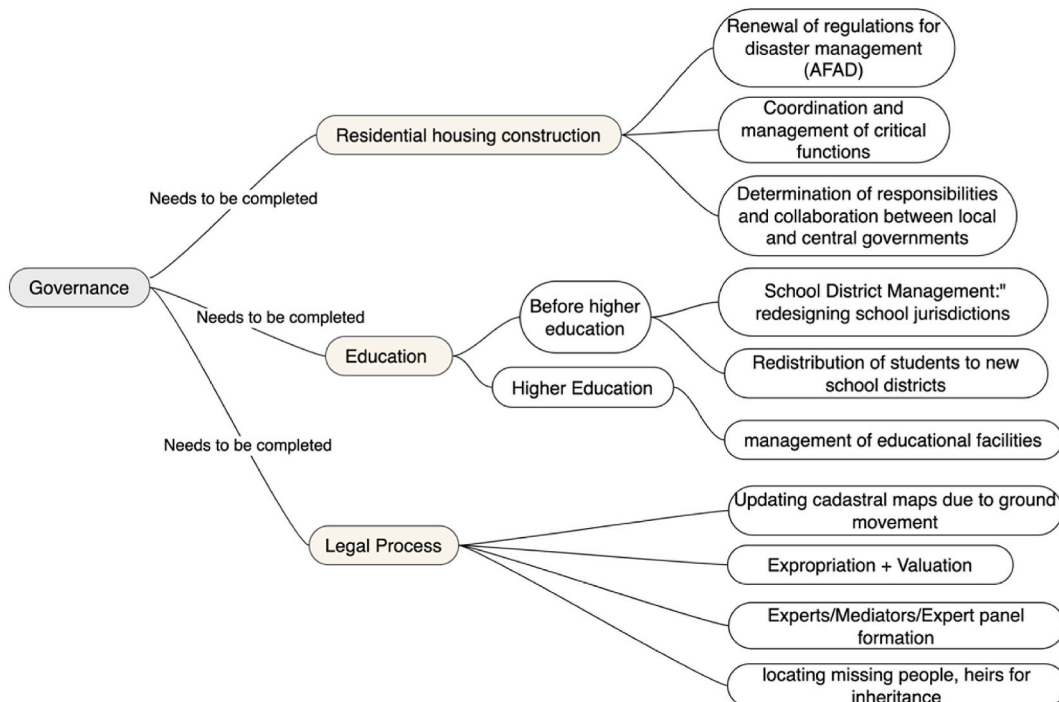 Renewal of regulations for
disaster management
(AFAD)
Coordination and
management of critical
functions
Residential housing construction
Determination of responsibilities
and collaboration between local
and central governments
Needs to be completed
Governance
Needs to be completed
Education
Before higher
education
School District Management:"
redesigning school jurisdictions
Redistribution of students to new
school districts
Higher Education
management of educational facilities
Needs to be completed
Legal Process
Updating cadastral maps due to ground
movement
Expropriation + Valuation
Experts/Mediators/Expert panel
formation
locating missing people, heirs for
inheritance